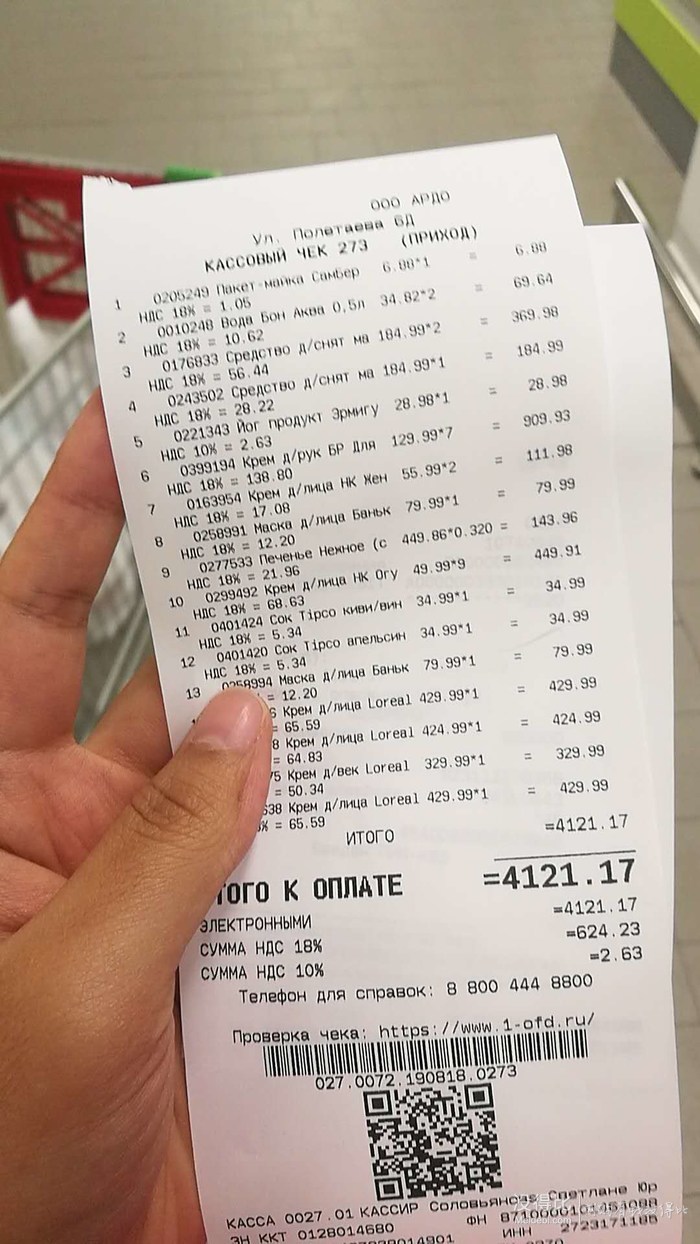 ООО АРДО
Ул. Полетаева 6Д
КАССОВЫЙ ЧЕК 273 (ПРИХОД)
1 0205249 Пакет-майка Самбер 6.88*1 = 6.88
НДС 18% = 1.05
2 0010248 Вода Бон Аква 0,5л 34.82*2 = 69.64
НДС 18% = 10.62
3 0176833 Средство д/снят ма 184.99*2 = 369.98
НДС 18% = 56.44
4 0243502 Средство д/снят ма 184.99*1 = 184.99
НДС 18% = 28.22
5 0221343 Йог продукт Эрмигу 28.98*1 = 28.98
НДС 10% = 2.63
6 0399194 Крем д/рук БР Для 129.99*7 = 909.93
НДС 18% = 138.80
7 0163954 Крем д/лица НК Жен 55.99*2 = 111.98
НДС 18% = 17.08
8 0258991 Маска д/лица Баньк 79.99*1 = 79.99
НДС 18% = 12.20
9 0277533 Печенье Нежное (с 449.86*0.320 = 143.96
НДС 18% = 21.96
10 0299492 Крем д/лица НК Огу 49.99*9 = 449.91
НДС 18% = 68.63
11 0401424 Сок Tipco киви/вин 34.99*1 = 34.99
НДС 18% = 5.34
12 0401420 Сок Tipco апельсин 34.99*1 = 34.99
НДС 18% = 5.34
13 0258994 Маска д/лица Баньк 79.99*1 = 79.99
= 12.20
6 Крем д/лица Loreal 429.99*1 = 429.99
= 65.59
8 Крем д/лица Loreal 424.99*1 = 424.99
= 64.83
75 Крем д/век Loreal 329.99*1 = 329.99
= 50.34
638 Крем д/лица Loreal 429.99*1 = 429.99
% = 65.59
ИТОГО =4121.17
ТОГО К ОПЛАТЕ =4121.17
ЭЛЕКТРОННЫМИ =4121.17
СУММА НДС 18% =624.23
СУММА НДС 10% =2.63
Телефон для справок: 8 800 444 8800
Проверка чека: https://www.1-ofd.ru/
027.0072.190818.0273
КАССА 0027.01 КАССИР Соловьянова Светлана Юр
ЗН ККТ 0128014680 ФН
ИНН 2723171185
没得比